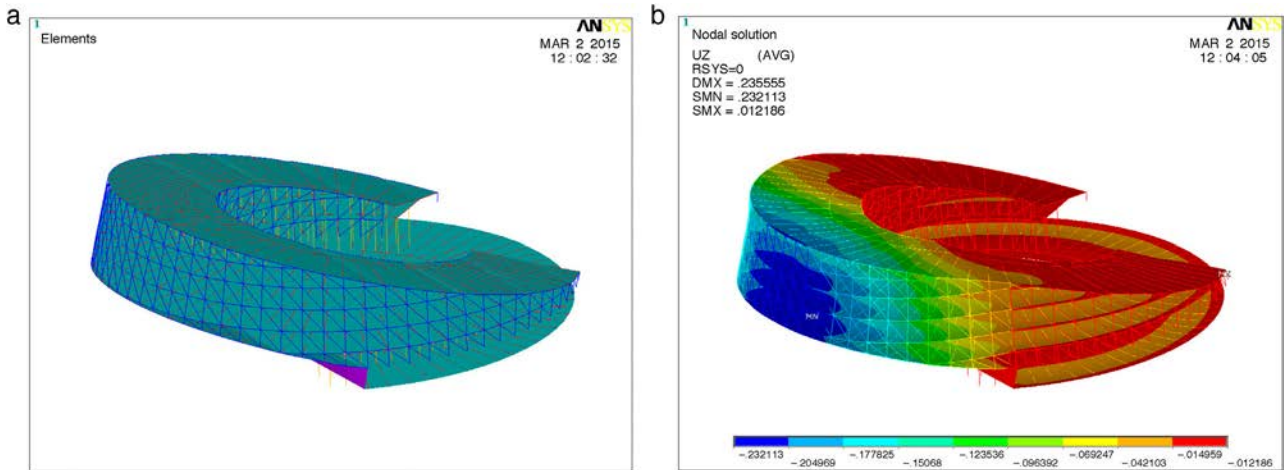 a
1
ANSYS
Elements
MAR 2 2015
12 : 02 : 32
b
1
ANSYS
Nodal solution
MAR 2 2015
UZ (AVG)
12 : 04 : 05
RSYS=0
DMX = .235555
SMN = .232113
SMX = .012186
MN
−.232113 −.177825 −.123536 −.069247 −.014959
−.204969 −.15068 −.096392 −.042103 −.012186